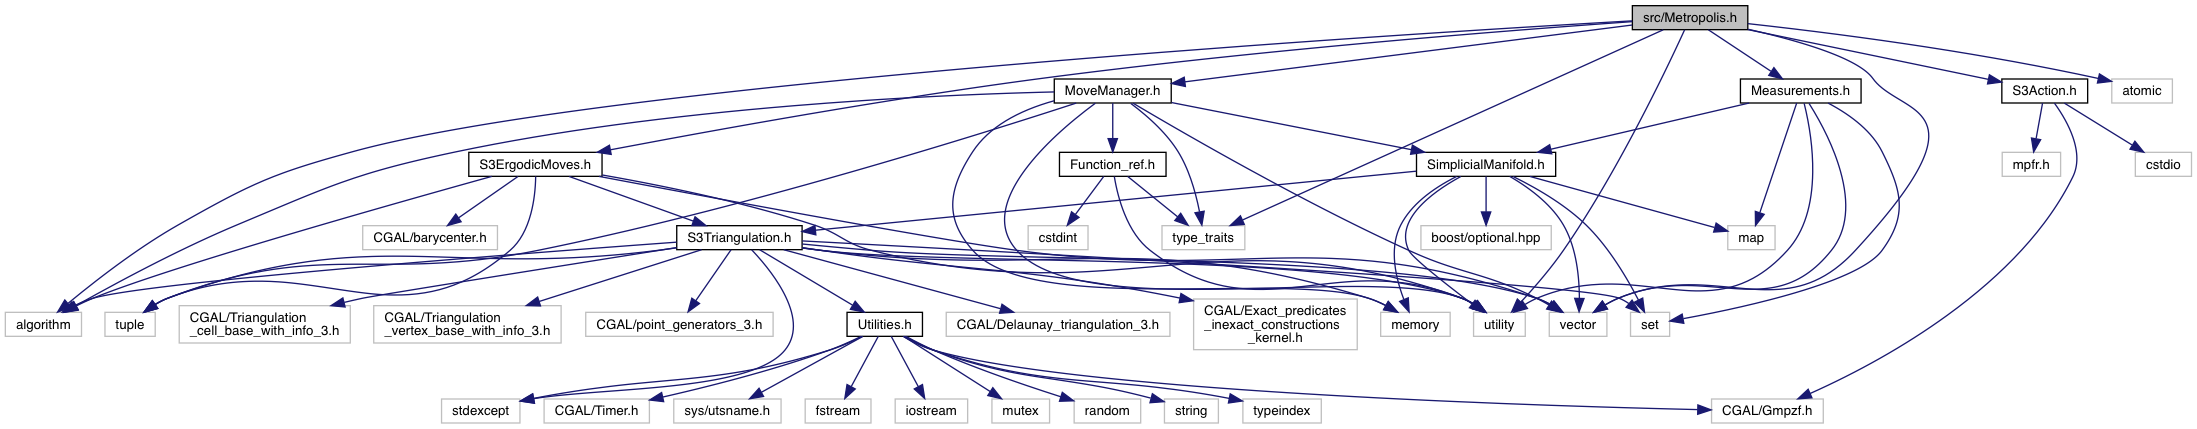 src/Metropolis.h
MoveManager.h
Measurements.h
S3Action.h
atomic
S3ErgodicMoves.h
Function_ref.h
SimplicialManifold.h
mpfr.h
cstdio
CGAL/barycenter.h
S3Triangulation.h
cstdint
type_traits
boost/optional.hpp
map
algorithm
tuple
CGAL/Triangulation
_cell_base_with_info_3.h
CGAL/Triangulation
_vertex_base_with_info_3.h
CGAL/point_generators_3.h
Utilities.h
CGAL/Delaunay_triangulation_3.h
CGAL/Exact_predicates
_inexact_constructions
_kernel.h
memory
utility
vector
set
stdexcept
CGAL/Timer.h
sys/utsname.h
fstream
iostream
mutex
random
string
typeindex
CGAL/Gmpzf.h